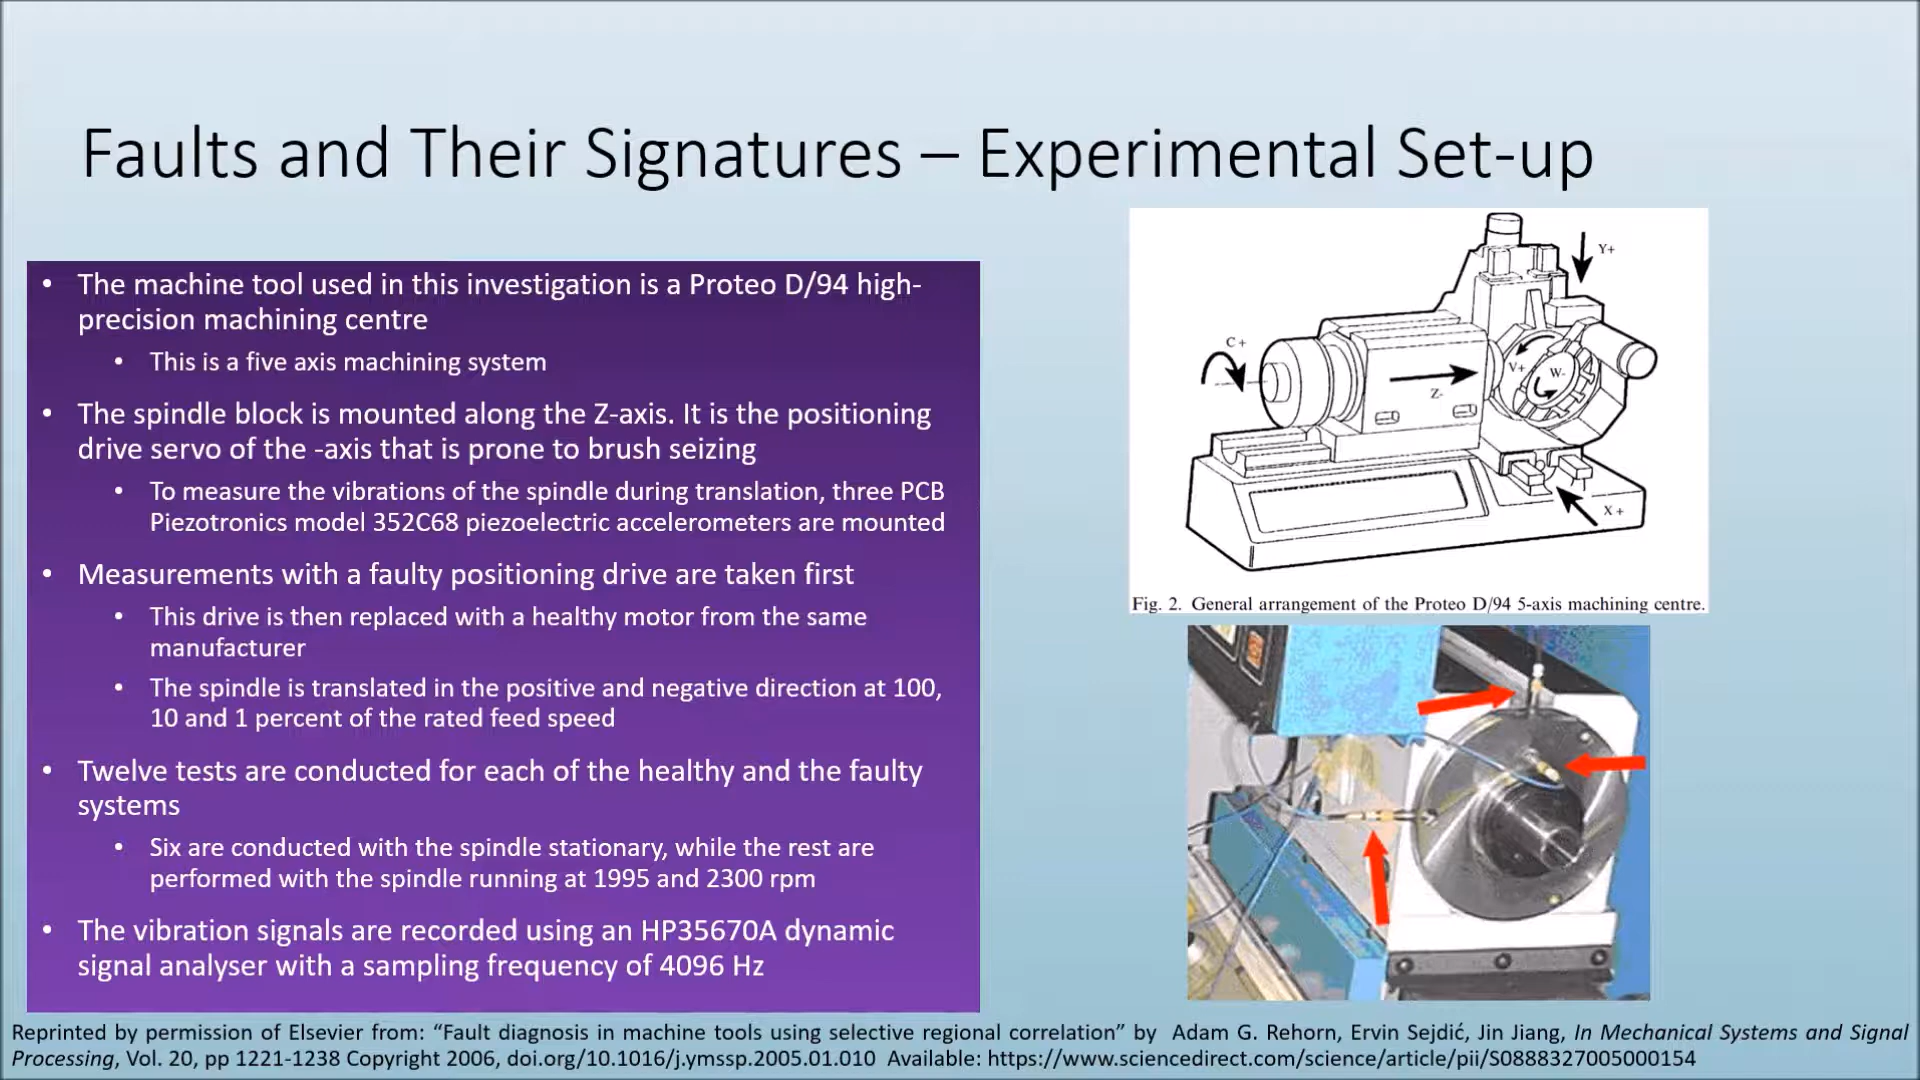 Faults and Their Signatures – Experimental Set-up
• The machine tool used in this investigation is a Proteo D/94 high-
precision machining centre
• This is a five axis machining system
• The spindle block is mounted along the Z-axis. It is the positioning
drive servo of the -axis that is prone to brush seizing
• To measure the vibrations of the spindle during translation, three PCB
Piezotronics model 352C68 piezoelectric accelerometers are mounted
• Measurements with a faulty positioning drive are taken first
• This drive is then replaced with a healthy motor from the same
manufacturer
• The spindle is translated in the positive and negative direction at 100,
10 and 1 percent of the rated feed speed
• Twelve tests are conducted for each of the healthy and the faulty
systems
• Six are conducted with the spindle stationary, while the rest are
performed with the spindle running at 1995 and 2300 rpm
• The vibration signals are recorded using an HP35670A dynamic
signal analyser with a sampling frequency of 4096 Hz
Y+
C+
V+
W-
Z-
X+
Fig. 2. General arrangement of the Proteo D/94 5-axis machining centre.
Reprinted by permission of Elsevier from: “Fault diagnosis in machine tools using selective regional correlation” by Adam G. Rehorn, Ervin Sejdić, Jin Jiang, In Mechanical Systems and Signal
Processing, Vol. 20, pp 1221-1238 Copyright 2006, doi.org/10.1016/j.ymssp.2005.01.010 Available: https://www.sciencedirect.com/science/article/pii/S0888327005000154